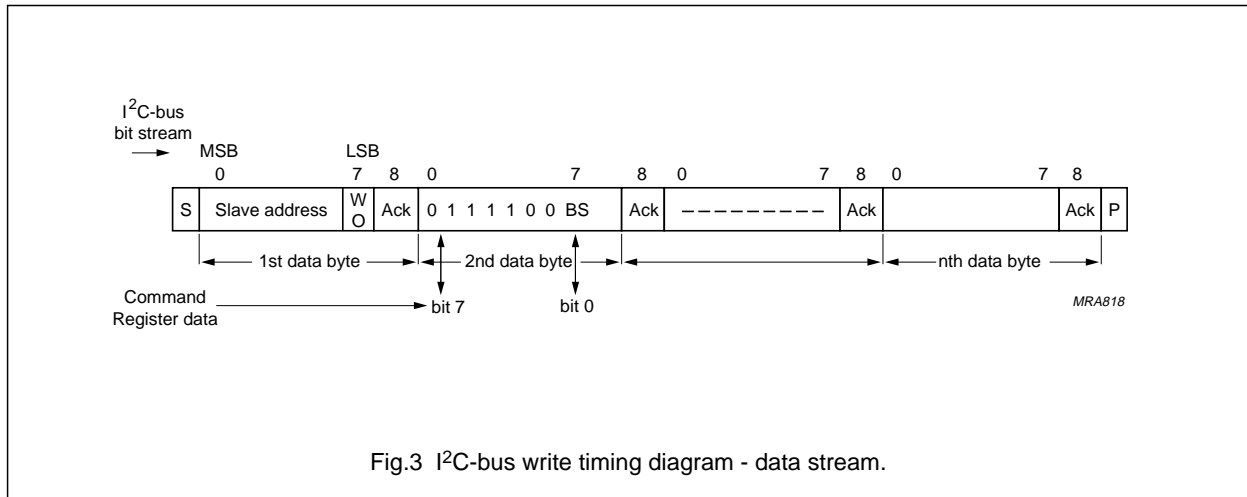 I²C-bus
bit stream
MSB LSB
0 7 8 0 7 8 0 7 8 0 7 8
S Slave address WO Ack 0 1 1 1 1 0 0 BS Ack – – – – – – – – – Ack Ack P
1st data byte 2nd data byte nth data byte
Command
Register data bit 7 bit 0 MRA818
Fig.3 I²C-bus write timing diagram - data stream.